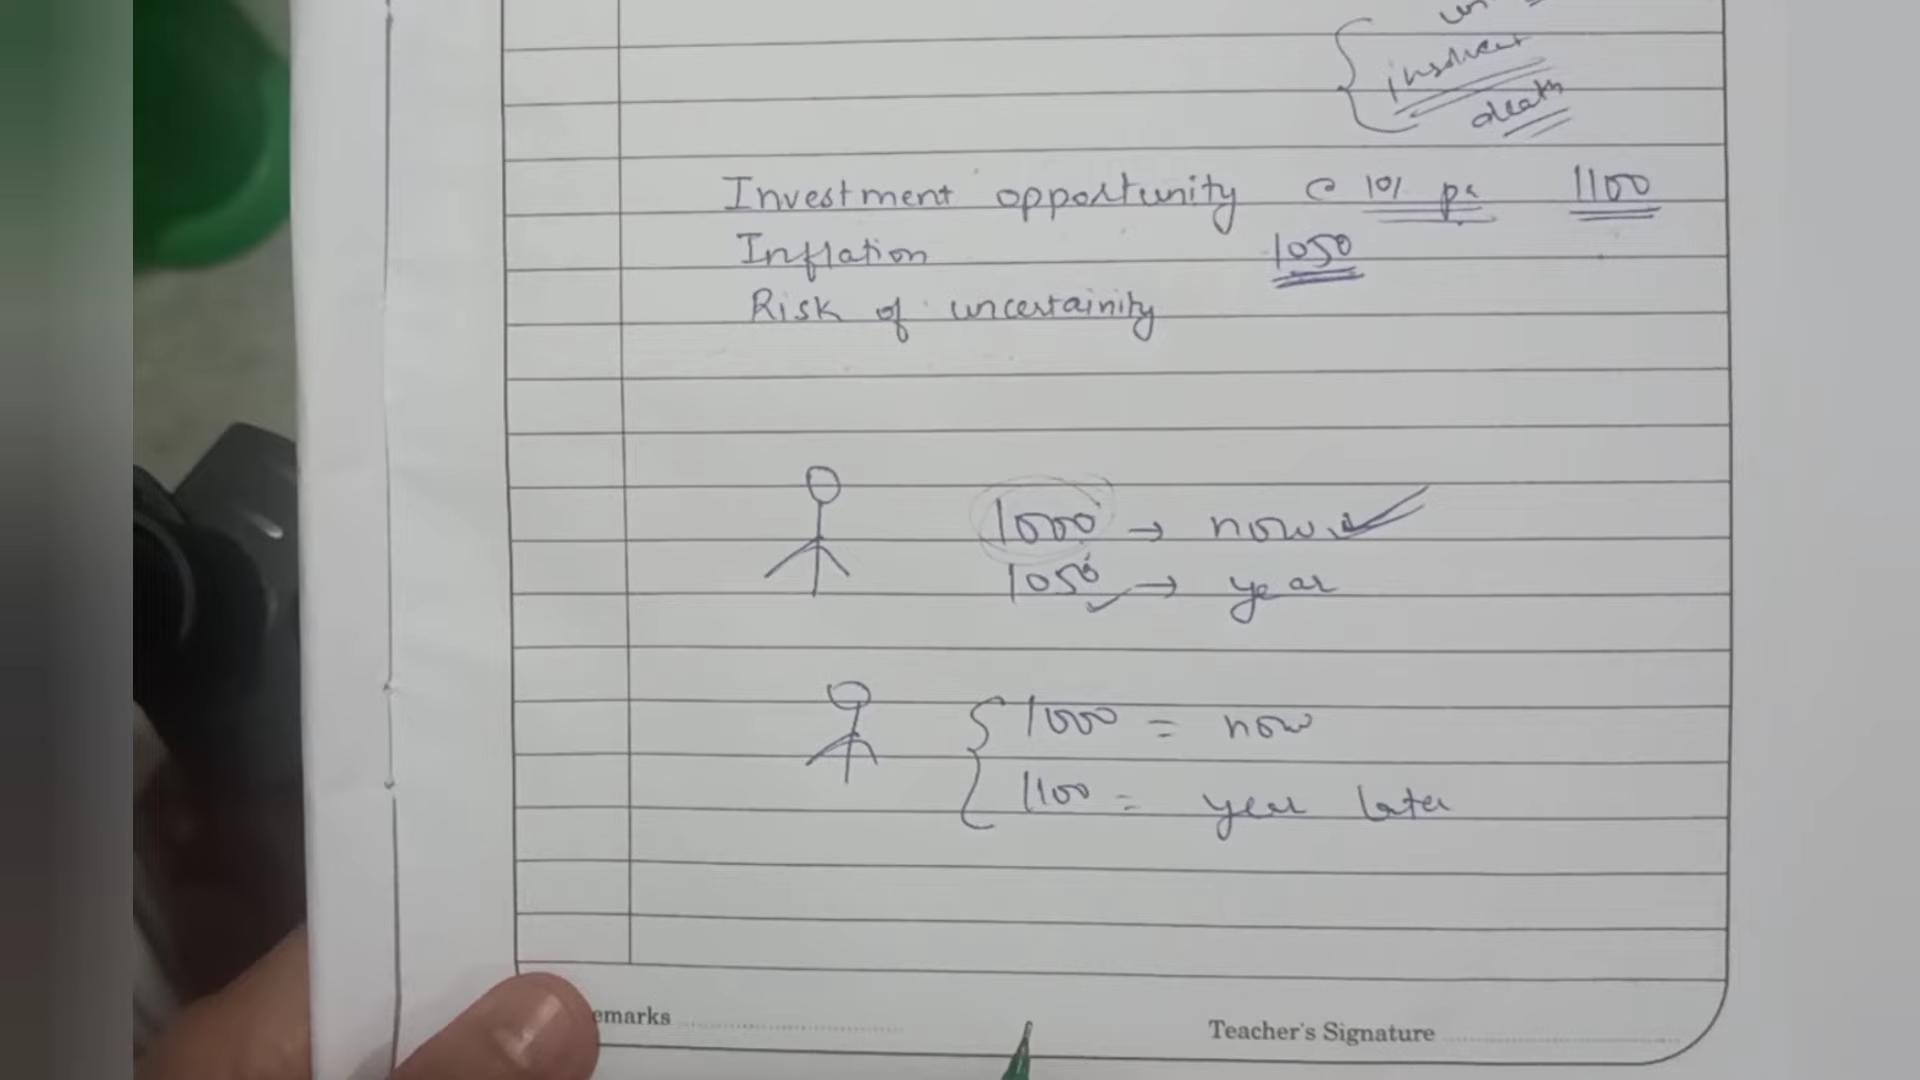 insolvent
death
Investment opportunity @ 10% pa 1100
Inflation 1050
Risk of uncertainity
1000 → now
1050 → year
1000 = now
1100 = year later
emarks
Teacher's Signature